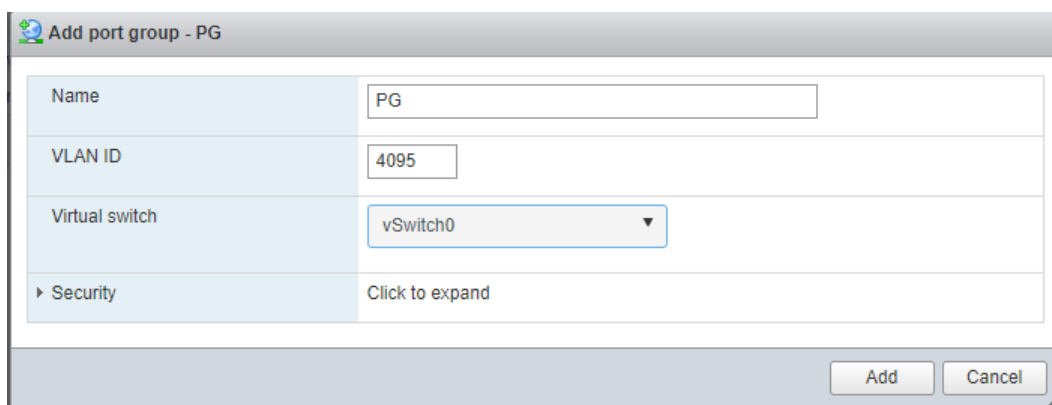 Add port group - PG
Name PG
VLAN ID 4095
Virtual switch vSwitch0
Security Click to expand
Add Cancel